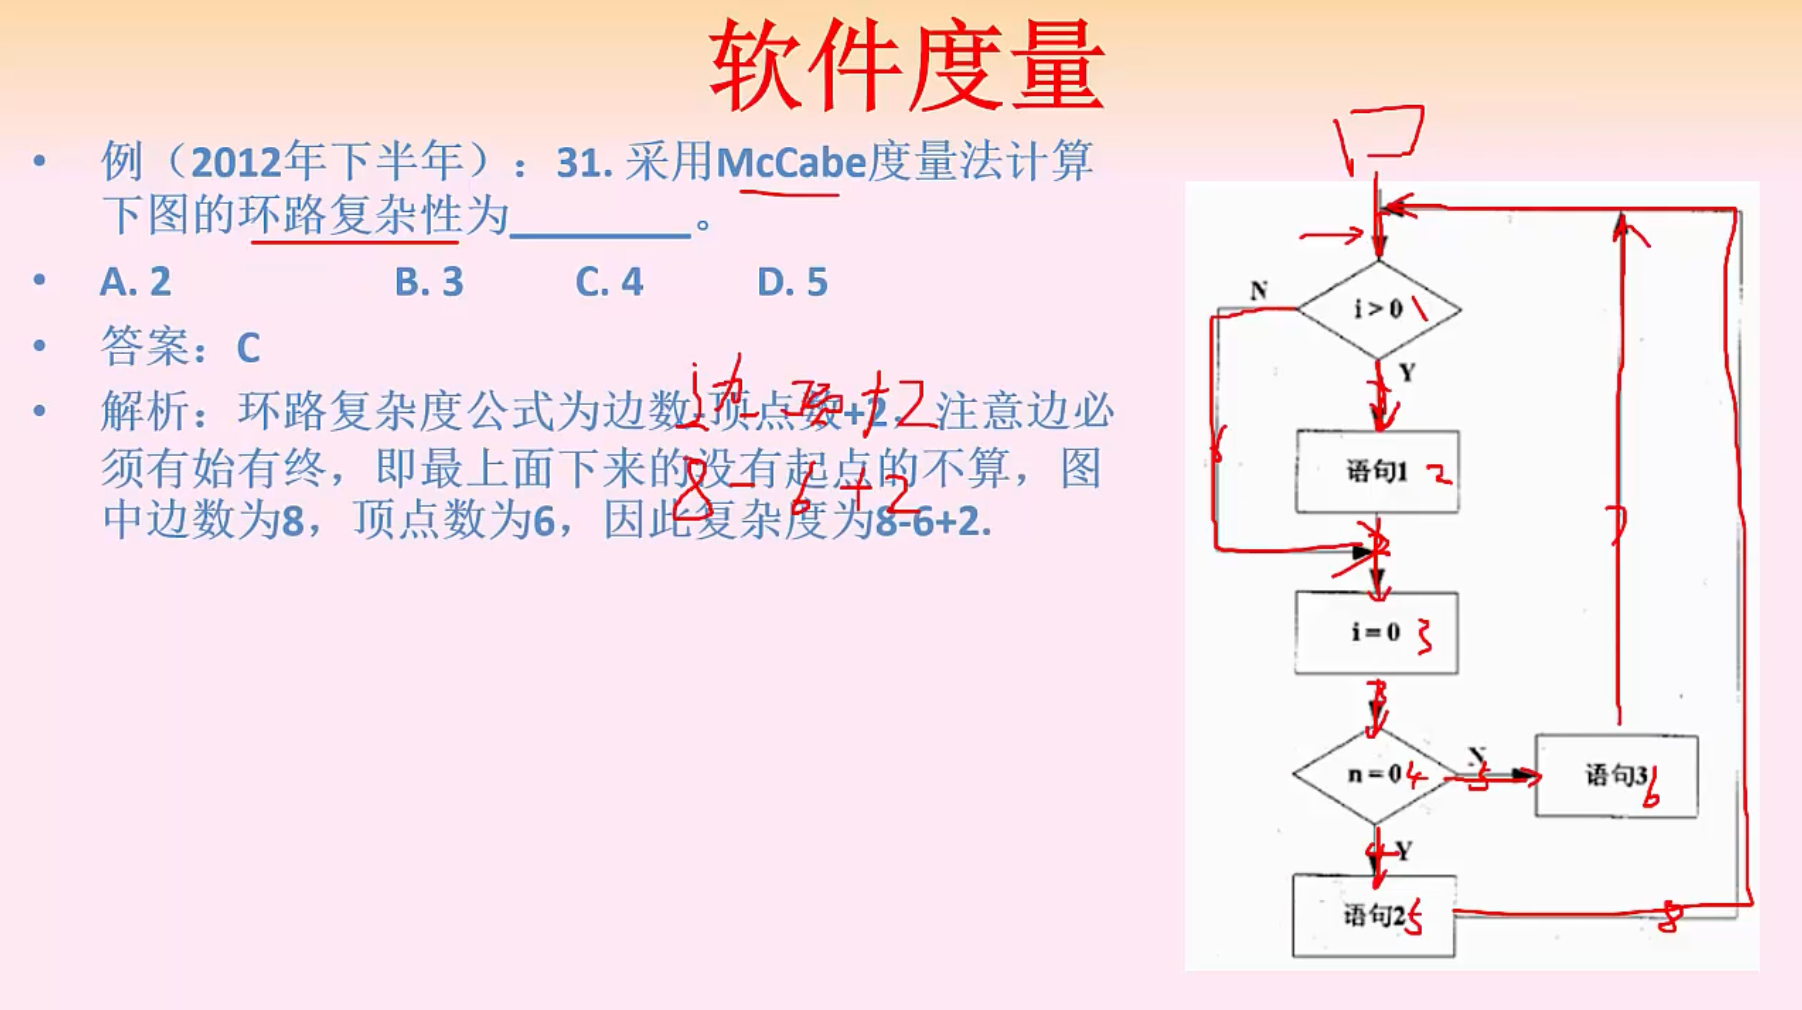 软件度量
• 例（2012年下半年）：31. 采用McCabe度量法计算
下图的环路复杂性为________。
• A. 2 B. 3 C. 4 D. 5
• 答案：C
• 解析：环路复杂度公式为边数-顶点数+2，注意边必
须有始有终，即最上面下来的没有起点的不算，图
中边数为8，顶点数为6，因此复杂度为8-6+2.
边 - 顶 + 2
8 - 6 + 2
N
i > 0 1
Y
1
语句1 2
6
2
7
i = 0 3
3
n = 0 4
N
5
语句3 6
4
Y
语句2 5
8